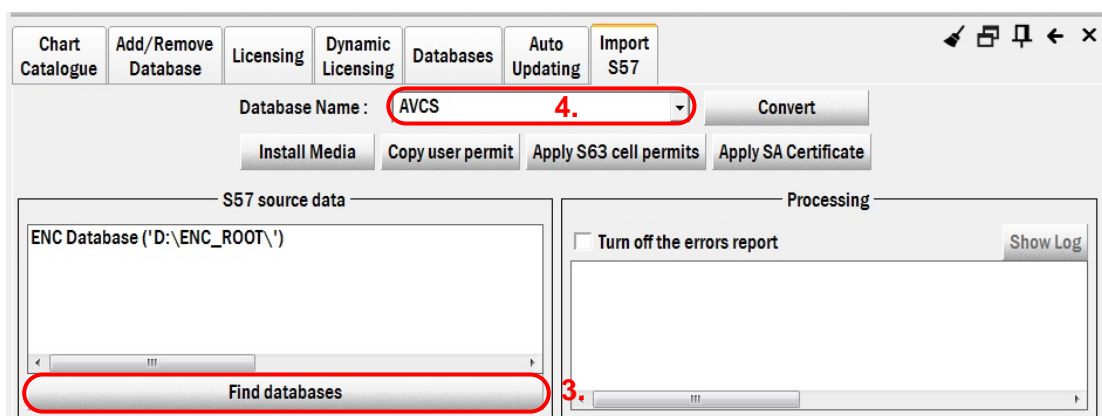 Chart Catalogue
Add/Remove Database
Licensing
Dynamic Licensing
Databases
Auto Updating
Import S57
Database Name : AVCS 4. Convert
Install Media Copy user permit Apply S63 cell permits Apply SA Certificate
S57 source data
ENC Database ('D:\ENC_ROOT\')
Find databases 3.
Processing
Turn off the errors report Show Log